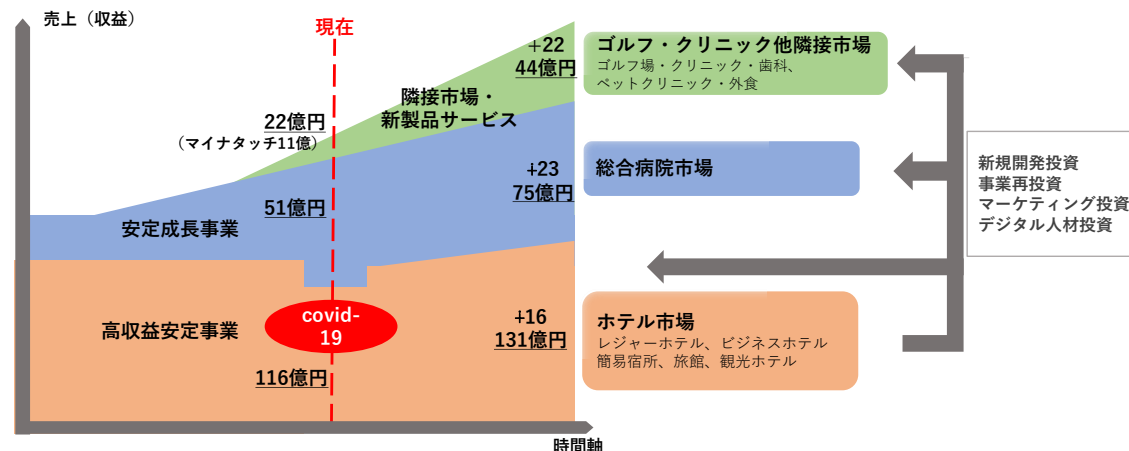 売上（収益）
現在
+22
44億円
ゴルフ・クリニック他隣接市場
ゴルフ場・クリニック・歯科、
ペットクリニック・外食
隣接市場・
新製品サービス
22億円
（マイナタッチ11億）
+23
75億円
総合病院市場
新規開発投資
事業再投資
マーケティング投資
デジタル人材投資
51億円
安定成長事業
高収益安定事業
covid-
19
+16
131億円
ホテル市場
レジャーホテル、ビジネスホテル
簡易宿所、旅館、観光ホテル
116億円
時間軸